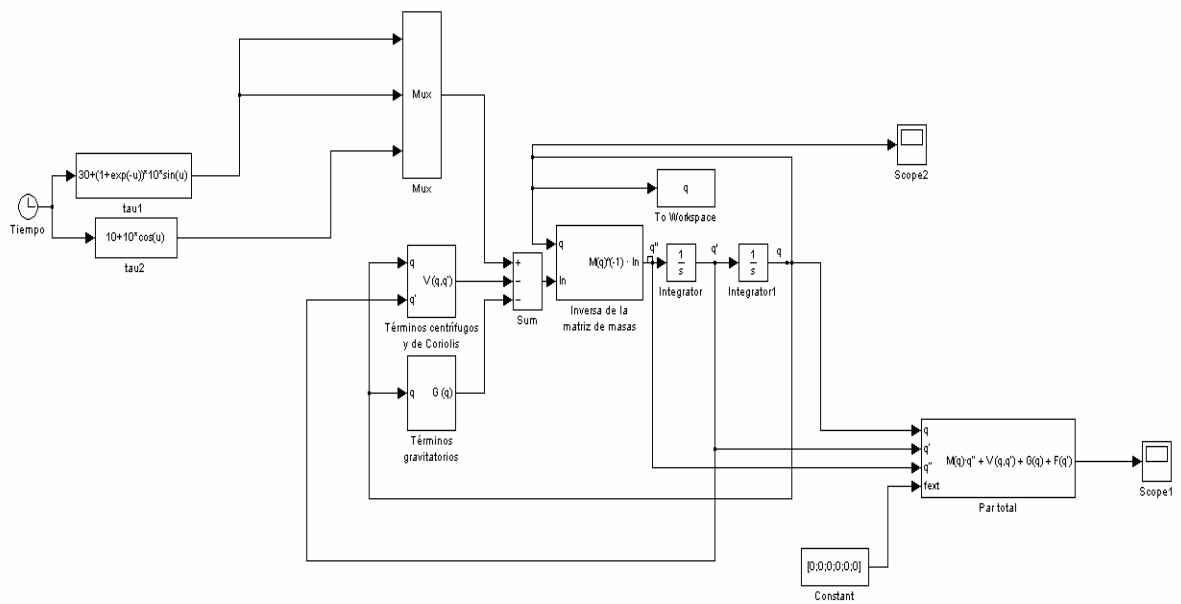 Mux
Mux
30+(1+exp(-u))*10*sin(u)
tau1
Tiempo
10+10*cos(u)
tau2
Scope2
q
To Workspace
q
In
M(q)^(-1) · In
Inversa de la
matriz de masas
q''
1
s
Integrator
q'
1
s
Integrator1
q
q
q'
V(q,q')
Términos centrífugos
y de Coriolis
+
−
−
Sum
q
G (q)
Términos
gravitatorios
q
q'
q''
fext
M(q)·q'' + V(q,q') + G(q) + F(q')
Par total
Scope1
[0;0;0;0;0;0]
Constant